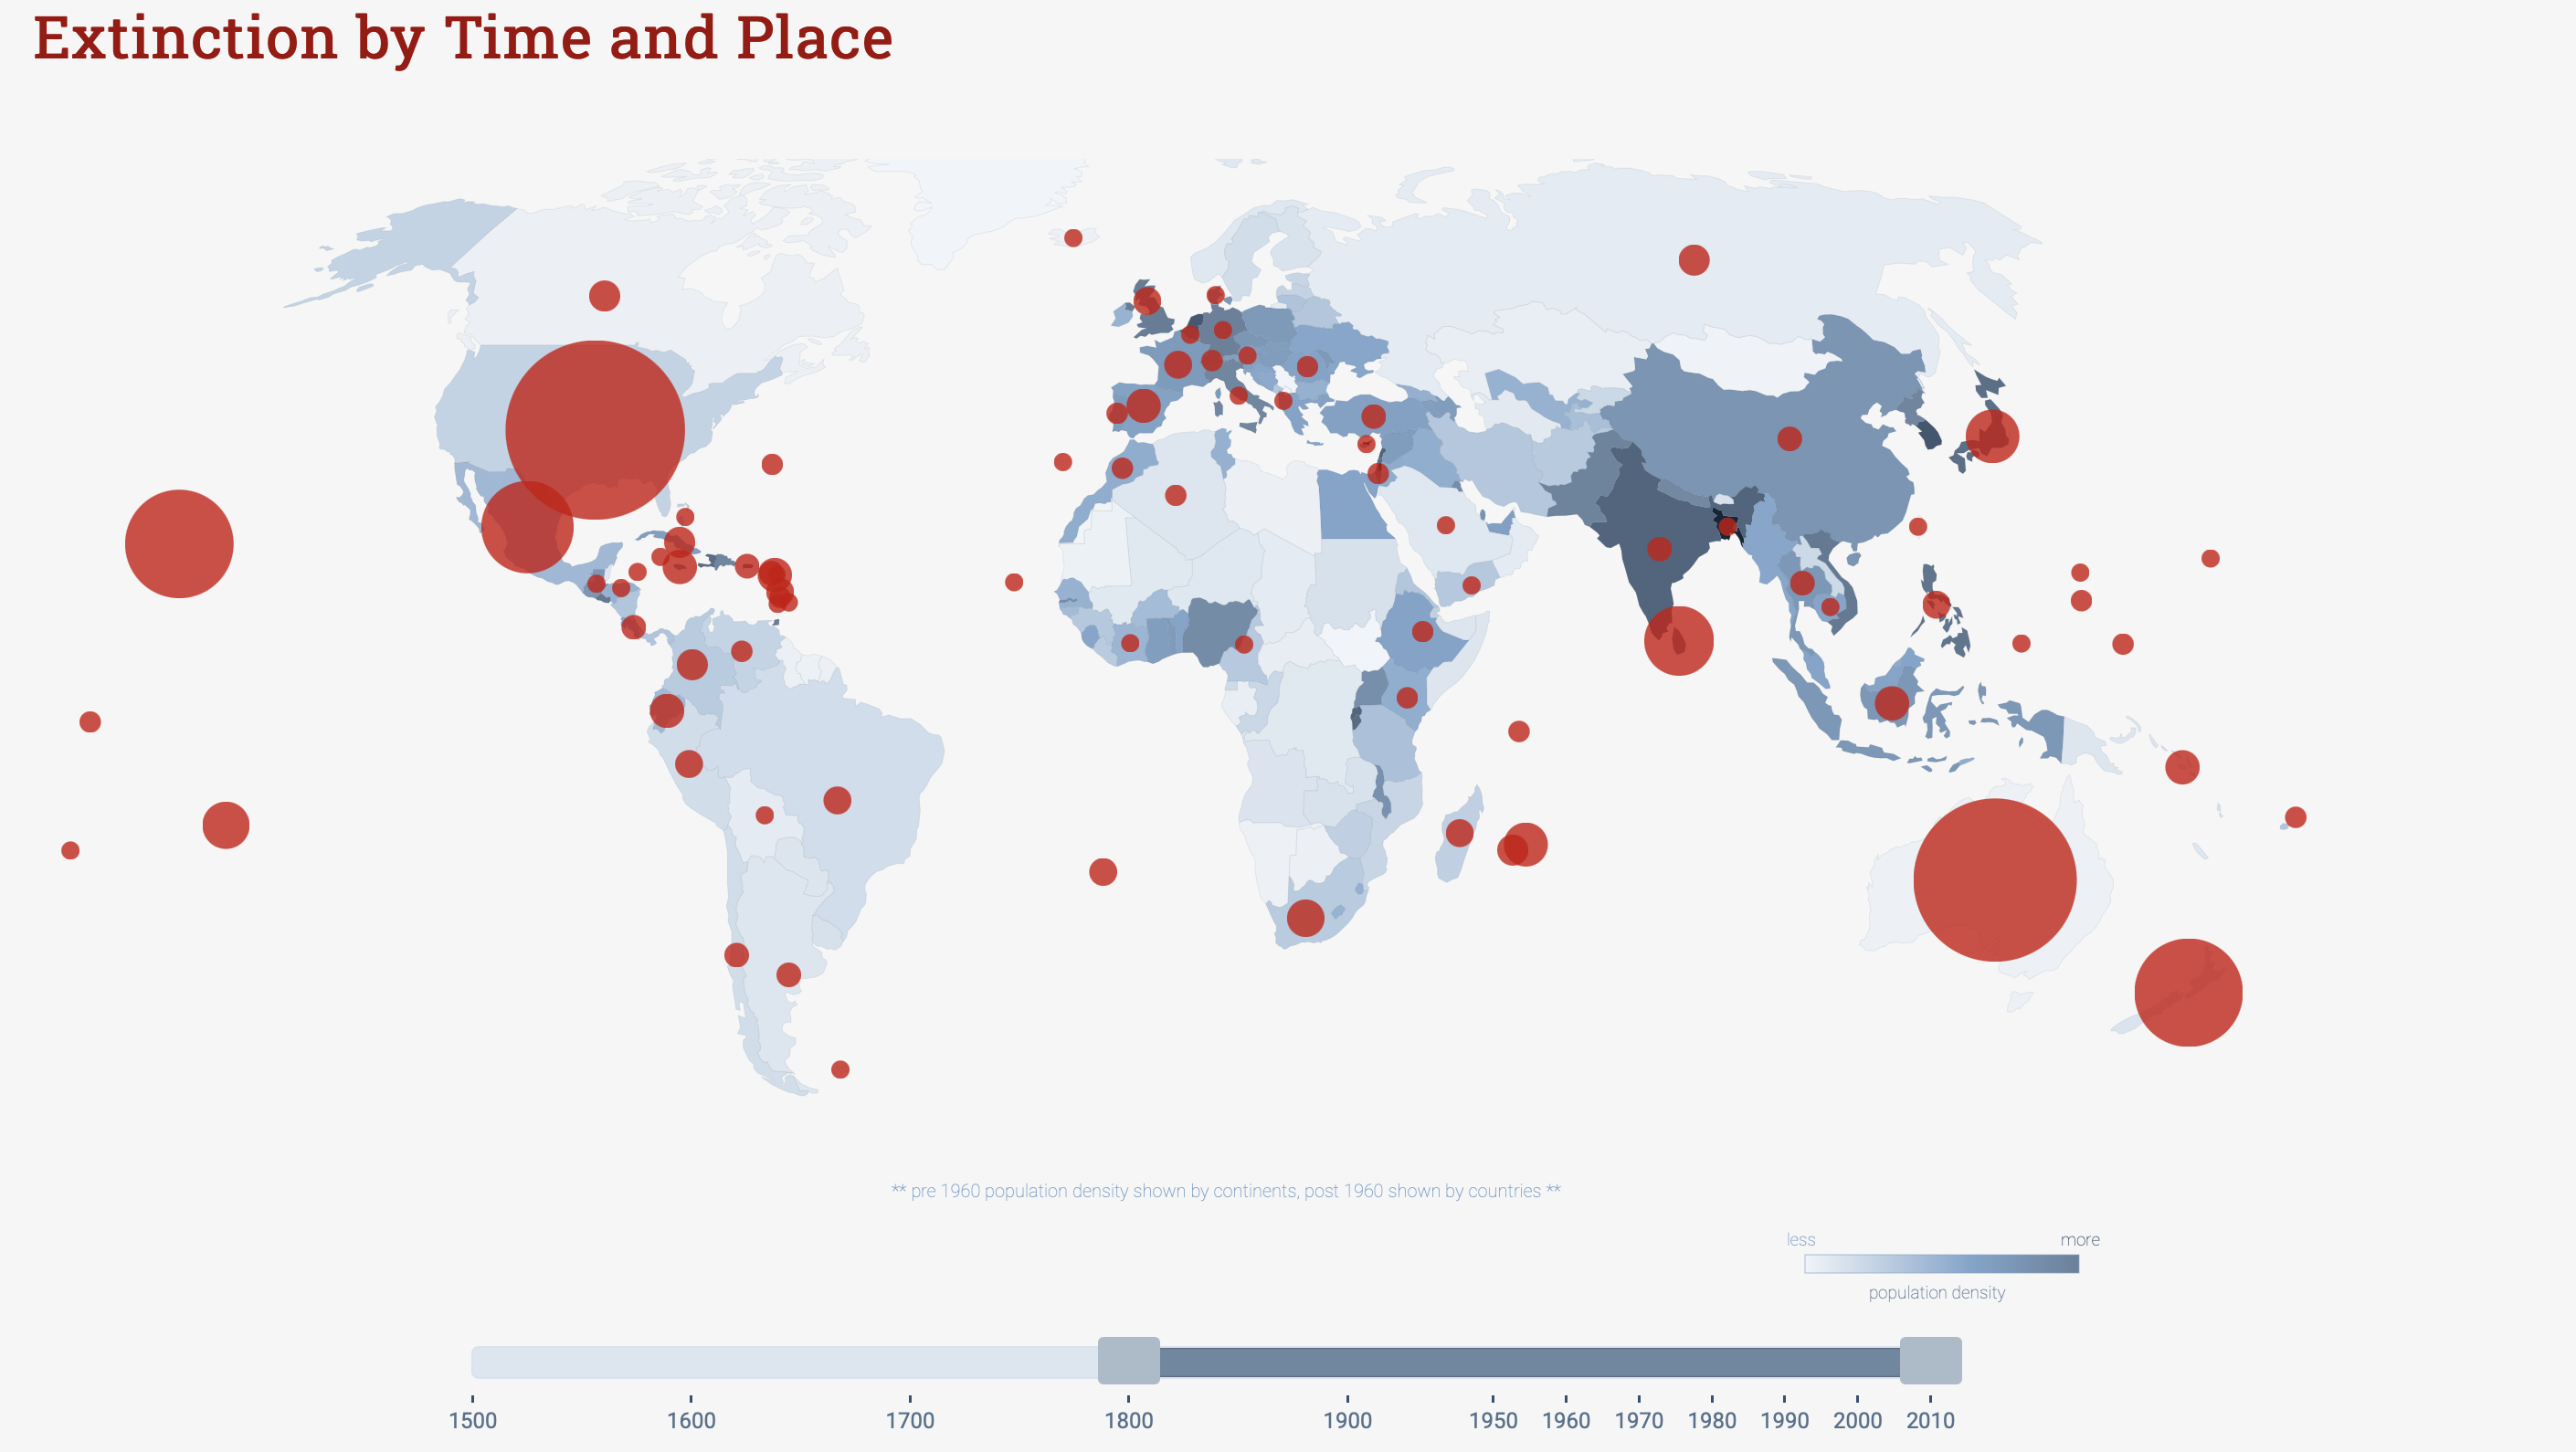 Extinction by Time and Place
** pre 1960 population density shown by continents, post 1960 shown by countries **
less more
population density
1500 1600 1700 1800 1900 1950 1960 1970 1980 1990 2000 2010